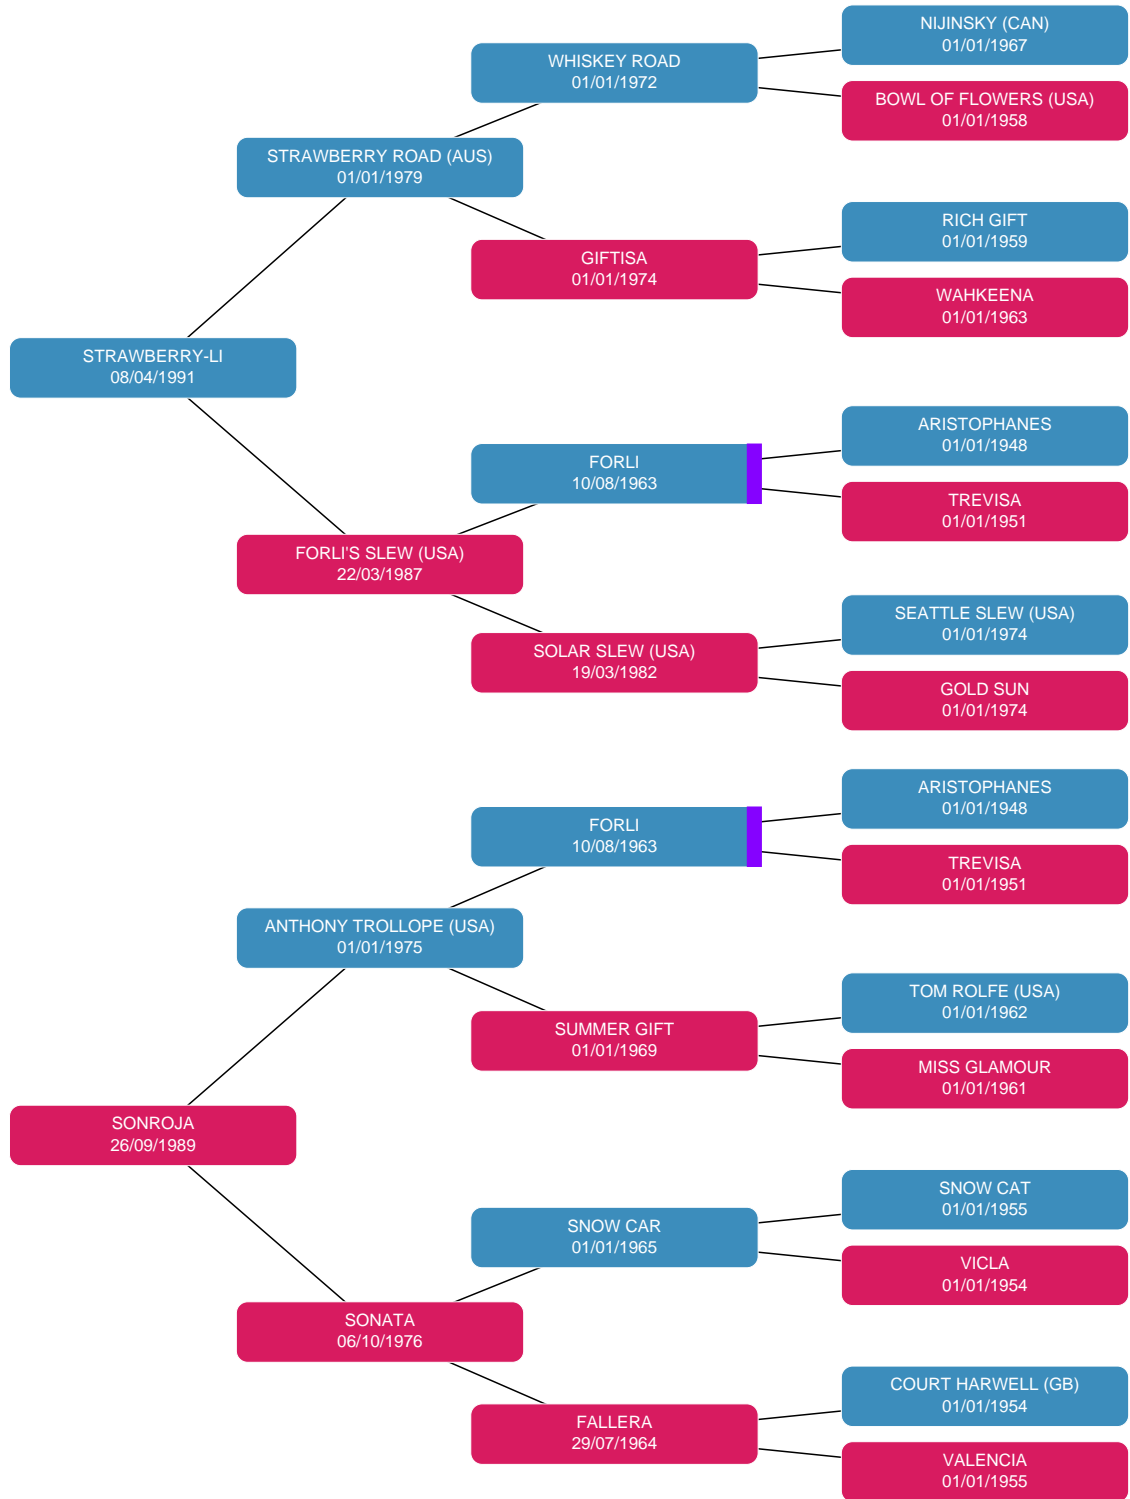 NIJINSKY (CAN)
01/01/1967
WHISKEY ROAD
01/01/1972
BOWL OF FLOWERS (USA)
01/01/1958
STRAWBERRY ROAD (AUS)
01/01/1979
RICH GIFT
01/01/1959
GIFTISA
01/01/1974
WAHKEENA
01/01/1963
STRAWBERRY-LI
08/04/1991
ARISTOPHANES
01/01/1948
FORLI
10/08/1963
TREVISA
01/01/1951
FORLI'S SLEW (USA)
22/03/1987
SEATTLE SLEW (USA)
01/01/1974
SOLAR SLEW (USA)
19/03/1982
GOLD SUN
01/01/1974
ARISTOPHANES
01/01/1948
FORLI
10/08/1963
TREVISA
01/01/1951
ANTHONY TROLLOPE (USA)
01/01/1975
TOM ROLFE (USA)
01/01/1962
SUMMER GIFT
01/01/1969
MISS GLAMOUR
01/01/1961
SONROJA
26/09/1989
SNOW CAT
01/01/1955
SNOW CAR
01/01/1965
VICLA
01/01/1954
SONATA
06/10/1976
COURT HARWELL (GB)
01/01/1954
FALLERA
29/07/1964
VALENCIA
01/01/1955